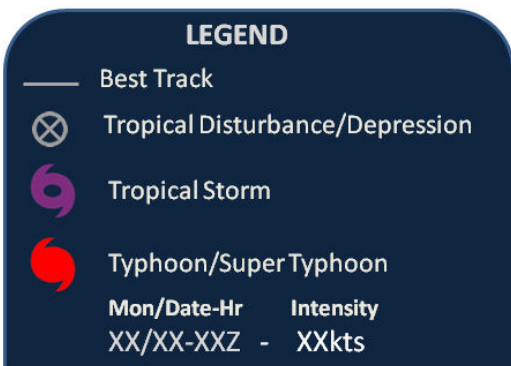 LEGEND
Best Track
Tropical Disturbance/Depression
Tropical Storm
Typhoon/Super Typhoon
Mon/Date-Hr Intensity
XX/XX-XXZ - XXkts